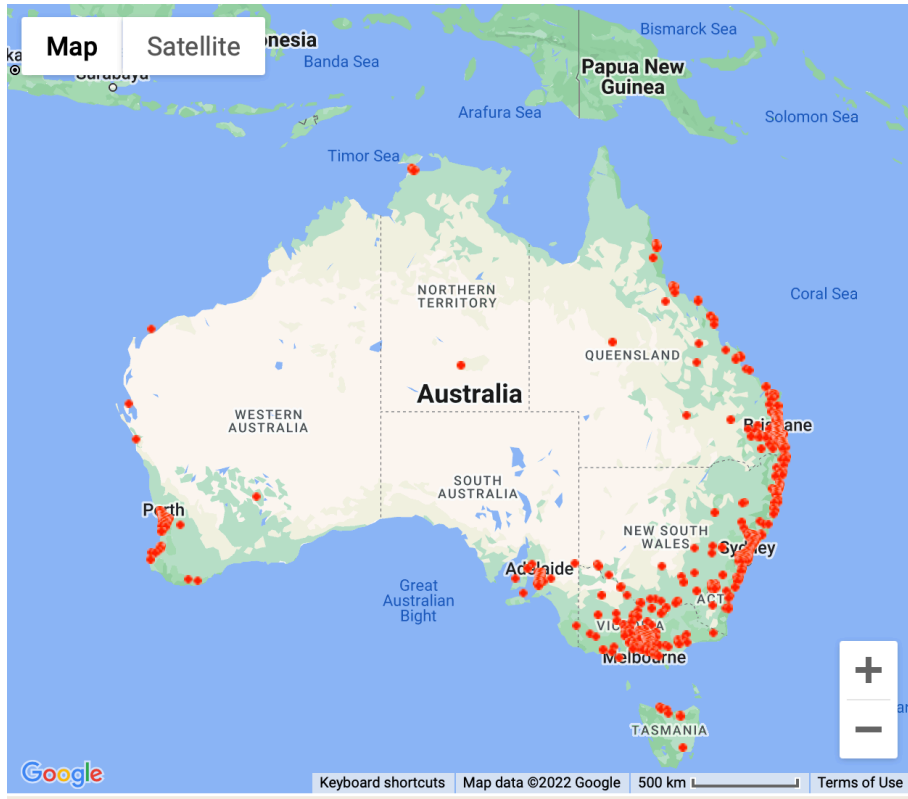 Map
Satellite
onesia
Surabaya
Banda Sea
Bismarck Sea
Papua New
Guinea
Arafura Sea
Solomon Sea
Timor Sea
Coral Sea
NORTHERN
TERRITORY
QUEENSLAND
Australia
WESTERN
AUSTRALIA
Brisbane
SOUTH
AUSTRALIA
Perth
NEW SOUTH
WALES
Sydney
Adelaide
Great
Australian
Bight
ACT
VICTORIA
Melbourne
TASMANIA
Google
Keyboard shortcuts
Map data ©2022 Google
500 km
Terms of Use